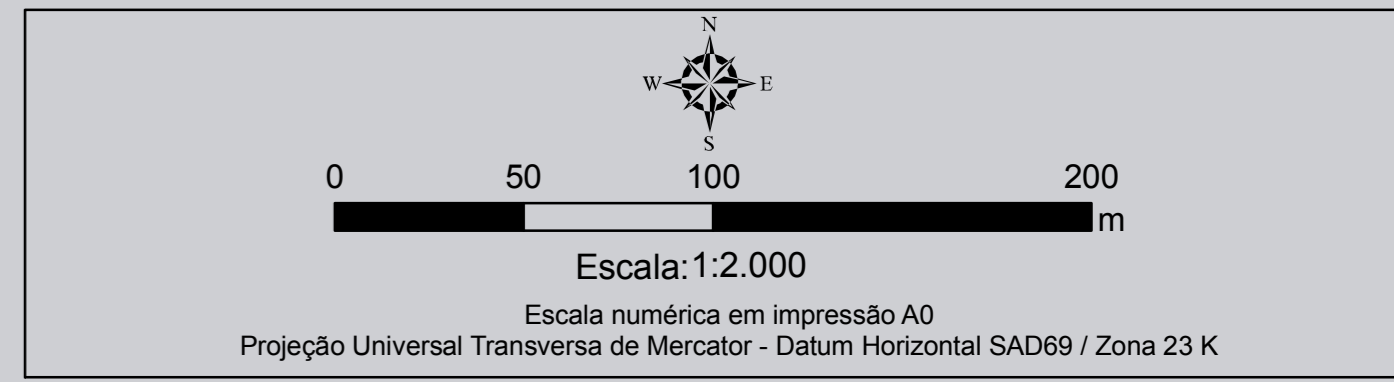 N
W E
S
0 50 100 200
m
Escala:1:2.000
Escala numérica em impressão A0
Projeção Universal Transversa de Mercator - Datum Horizontal SAD69 / Zona 23 K